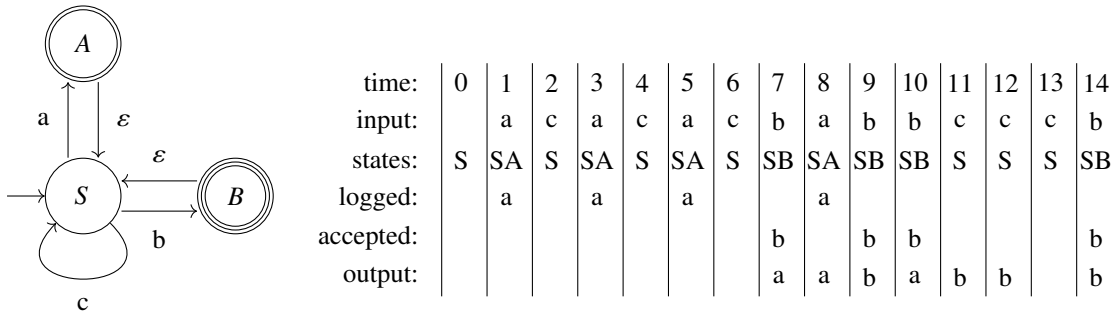 A
a
ε
ε
S
B
b
c
time: 0 1 2 3 4 5 6 7 8 9 10 11 12 13 14
input: a c a c a c b a b b c c c b
states: S SA S SA S SA S SB SA SB SB S S S SB
logged: a a a a
accepted: b b b b
output: a a b a b b b